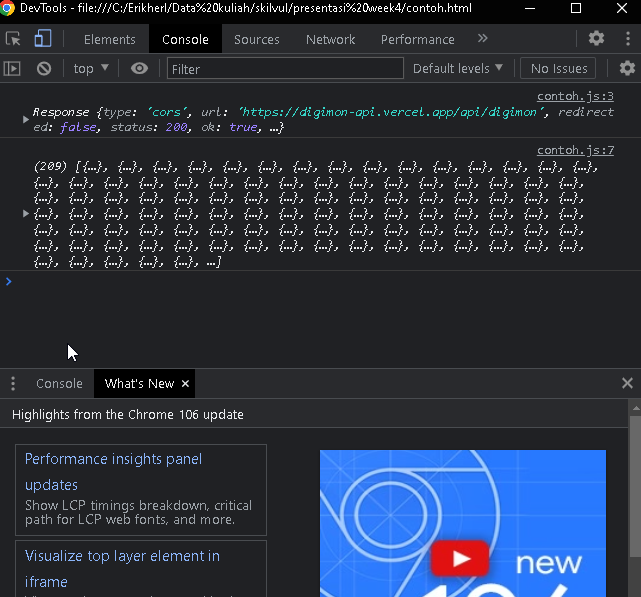 DevTools - file:///C:/Erikherl/Data%20kuliah/skilvul/presentasi%20week4/contoh.html
Elements Console Sources Network Performance »
top ▼ Filter Default levels ▼ No Issues
contoh.js:3
Response {type: 'cors', url: 'https://digimon-api.vercel.app/api/digimon', redirect
ed: false, status: 200, ok: true, …}
contoh.js:7
(209) [{…}, {…}, {…}, {…}, {…}, {…}, {…}, {…}, {…}, {…}, {…}, {…}, {…}, {…}, {…},
{…}, {…}, {…}, {…}, {…}, {…}, {…}, {…}, {…}, {…}, {…}, {…}, {…}, {…}, {…}, {…},
{…}, {…}, {…}, {…}, {…}, {…}, {…}, {…}, {…}, {…}, {…}, {…}, {…}, {…}, {…}, {…},
{…}, {…}, {…}, {…}, {…}, {…}, {…}, {…}, {…}, {…}, {…}, {…}, {…}, {…}, {…}, {…},
{…}, {…}, {…}, {…}, {…}, {…}, {…}, {…}, {…}, {…}, {…}, {…}, {…}, {…}, {…}, {…},
{…}, {…}, {…}, {…}, {…}, {…}, {…}, {…}, {…}, {…}, {…}, {…}, {…}, {…}, {…}, {…},
{…}, {…}, {…}, {…}, {…}, …]
Console What's New ×
Highlights from the Chrome 106 update
Performance insights panel
updates
Show LCP timings breakdown, critical
path for LCP web fonts, and more.
Visualize top layer element in
iframe
new